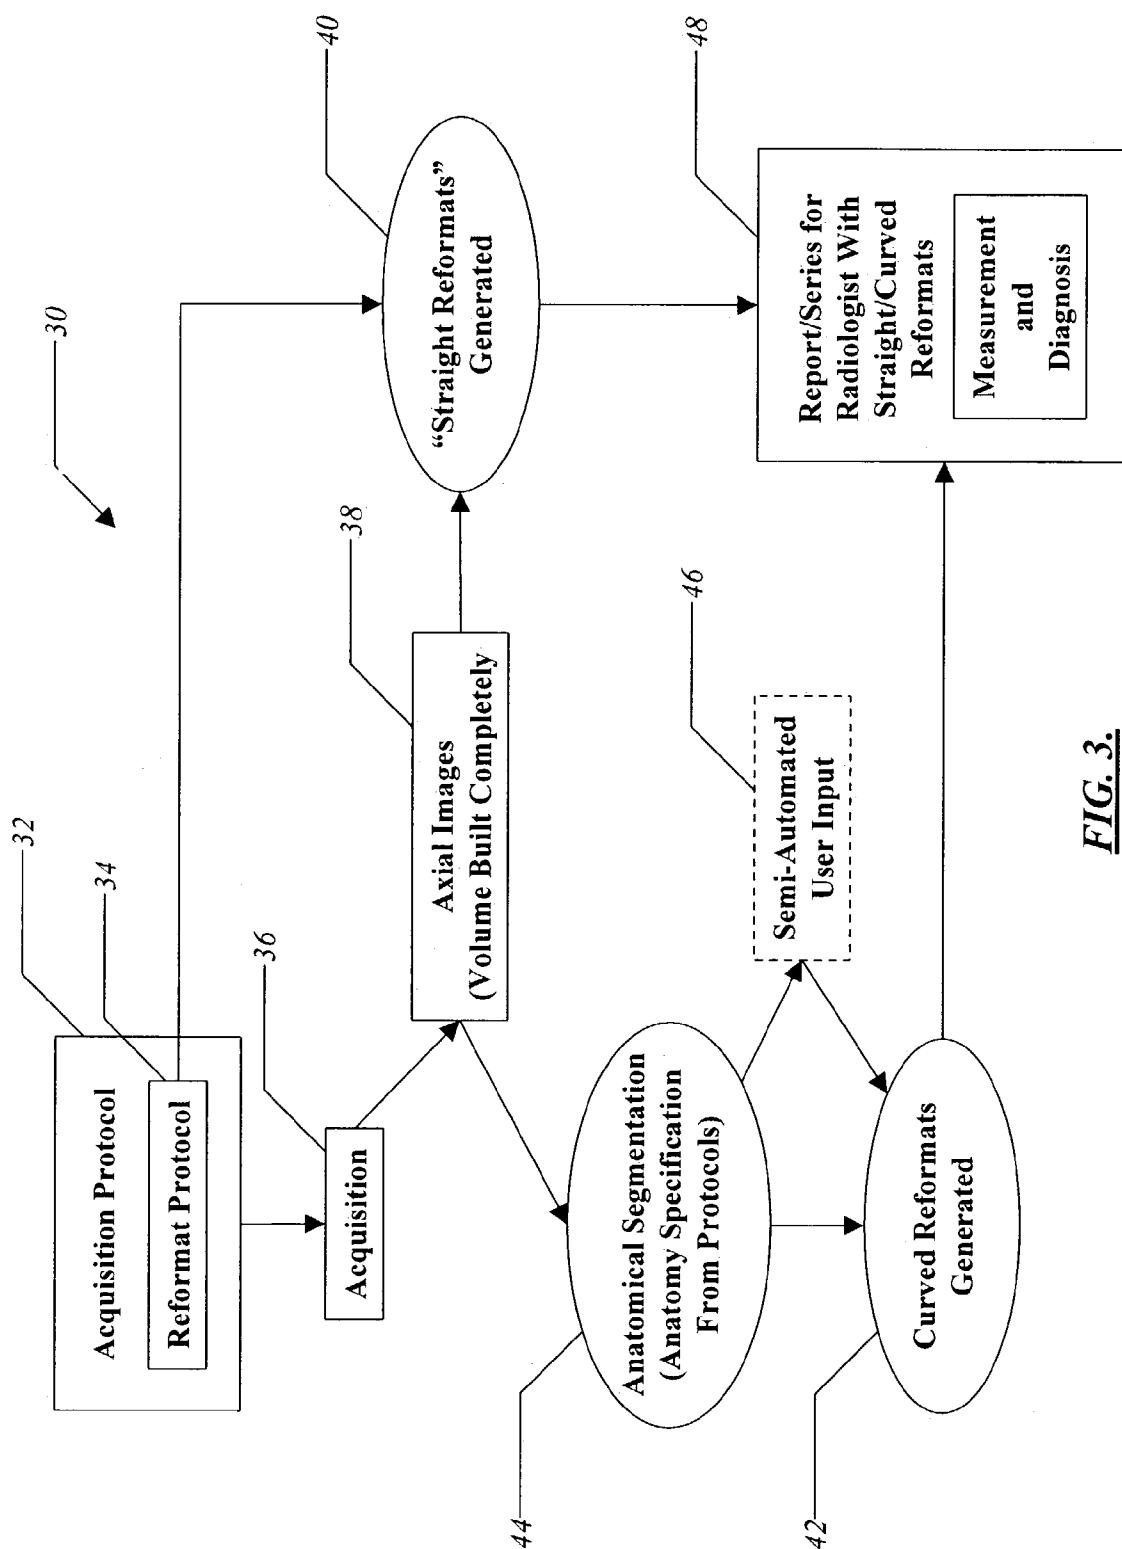 30
32
Acquisition Protocol
34
Reformat Protocol
36
Acquisition
38
Axial Images
(Volume Built Completely)
40
“Straight Reformats”
Generated
44
Anatomical Segmentation
(Anatomy Specification
From Protocols)
46
Semi-Automated
User Input
42
Curved Reformats
Generated
48
Report/Series for
Radiologist With
Straight/Curved
Reformats
Measurement
and
Diagnosis
FIG. 3.